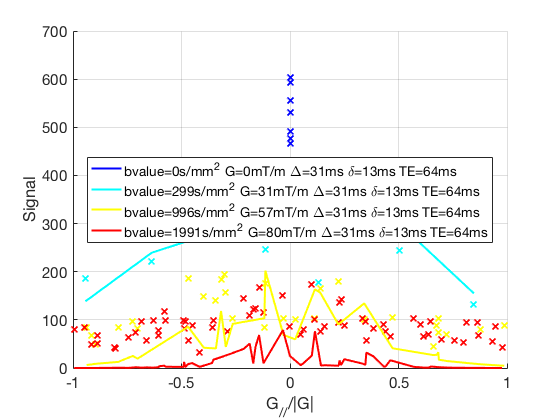 700
600
500
400
300
200
100
0
Signal
bvalue=0s/mm² G=0mT/m Δ=31ms δ=13ms TE=64ms
bvalue=299s/mm² G=31mT/m Δ=31ms δ=13ms TE=64ms
bvalue=996s/mm² G=57mT/m Δ=31ms δ=13ms TE=64ms
bvalue=1991s/mm² G=80mT/m Δ=31ms δ=13ms TE=64ms
-1 -0.5 0 0.5 1
G//​/|G|